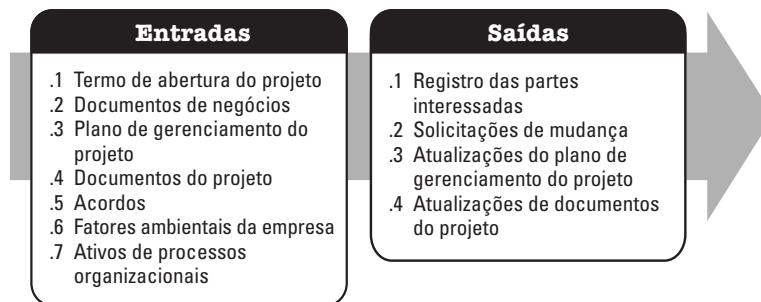 Entradas
.1 Termo de abertura do projeto
.2 Documentos de negócios
.3 Plano de gerenciamento do
projeto
.4 Documentos do projeto
.5 Acordos
.6 Fatores ambientais da empresa
.7 Ativos de processos
organizacionais
Saídas
.1 Registro das partes
interessadas
.2 Solicitações de mudança
.3 Atualizações do plano de
gerenciamento do projeto
.4 Atualizações de documentos
do projeto